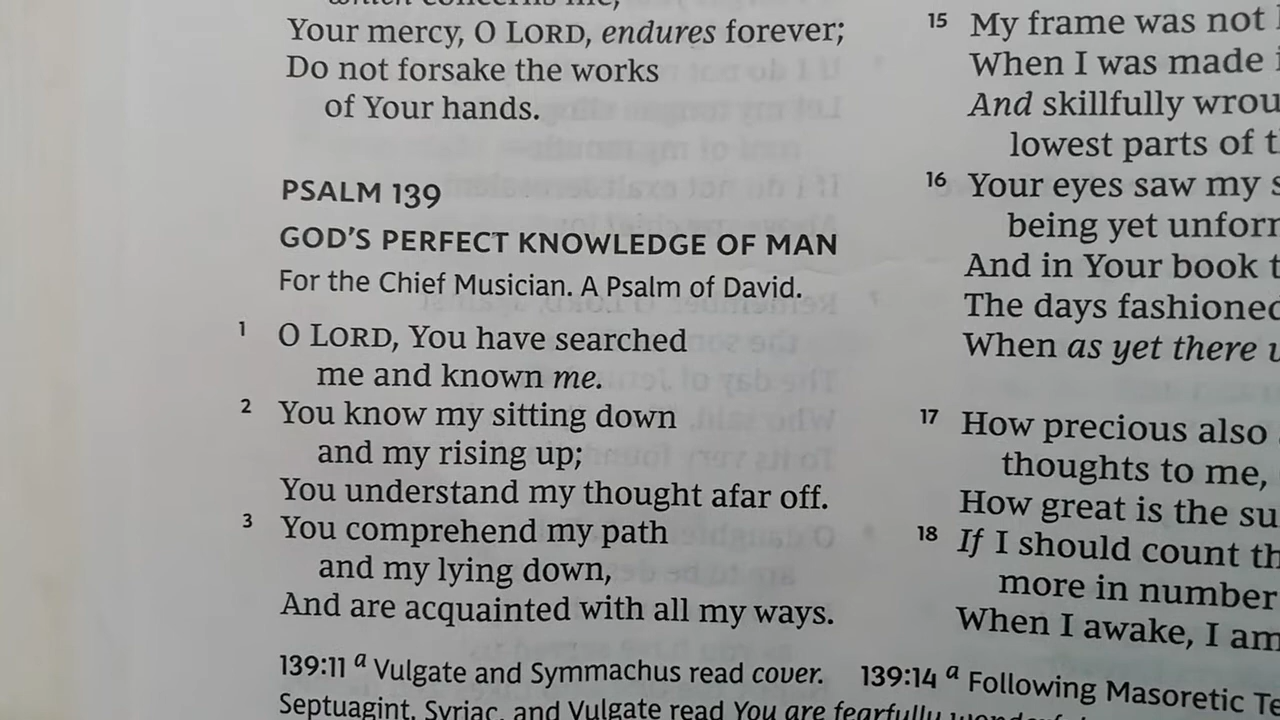 which concerns me;
Your mercy, O LORD, endures forever;
Do not forsake the works
of Your hands.
PSALM 139
GOD'S PERFECT KNOWLEDGE OF MAN
For the Chief Musician. A Psalm of David.
1 O LORD, You have searched
me and known me.
2 You know my sitting down
and my rising up;
You understand my thought afar off.
3 You comprehend my path
and my lying down,
And are acquainted with all my ways.
15 My frame was not
When I was made
And skillfully
lowest parts of
16 Your eyes saw my
being yet
And in Your book
The days fashioned
When as yet there
17 How precious also
thoughts to me,
How great is the
18 If I should count
more in number
When I awake, I am
139:11 a Vulgate and Symmachus read cover. 139:14 a Following Masoretic
Septuagint, Syriac, and Vulgate read You are fearfully